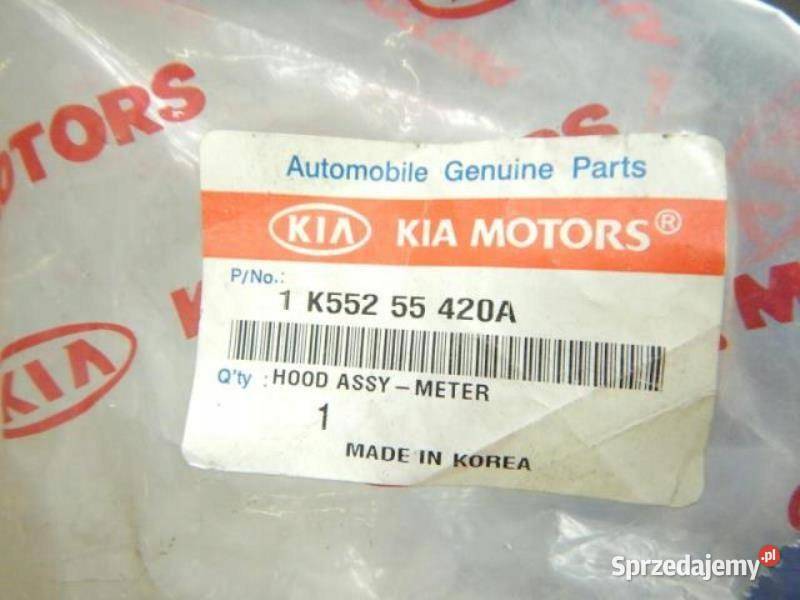 MOTORS
Automobile Genuine Parts
KIA KIA MOTORS®
P/No.:
1 K552 55 420A
Q'ty : HOOD ASSY-METER
1
MADE IN KOREA
KIA
Sprzedajemy.pl